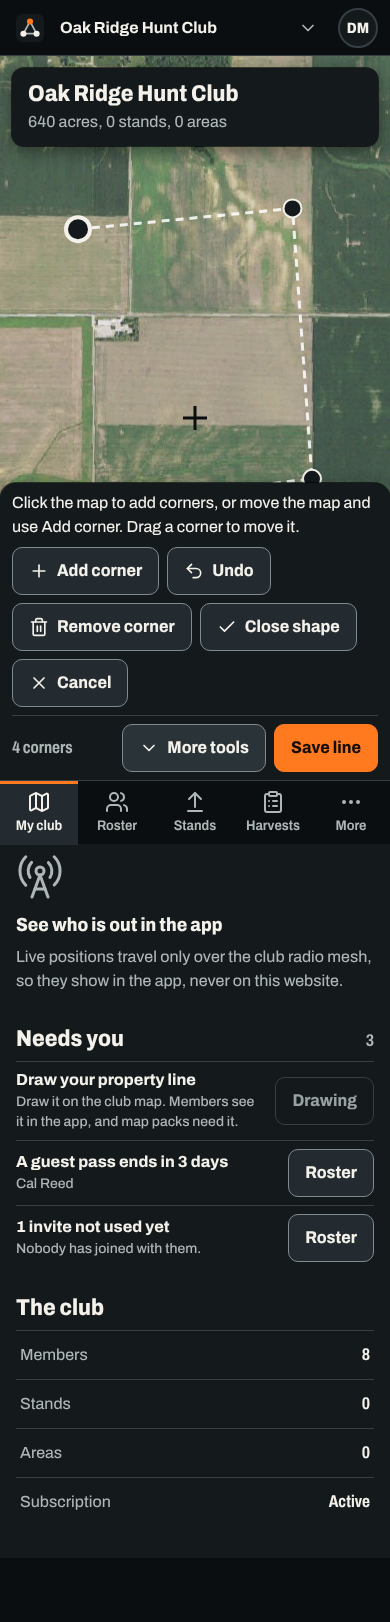 Oak Ridge Hunt Club
DM
Oak Ridge Hunt Club
640 acres, 0 stands, 0 areas
Click the map to add corners, or move the map and
use Add corner. Drag a corner to move it.
Add corner
Undo
Remove corner
Close shape
Cancel
4 corners
More tools
Save line
My club
Roster
Stands
Harvests
More
See who is out in the app
Live positions travel only over the club radio mesh,
so they show in the app, never on this website.
Needs you
3
Draw your property line
Draw it on the club map. Members see
it in the app, and map packs need it.
Drawing
A guest pass ends in 3 days
Cal Reed
Roster
1 invite not used yet
Nobody has joined with them.
Roster
The club
Members 8
Stands 0
Areas 0
Subscription Active